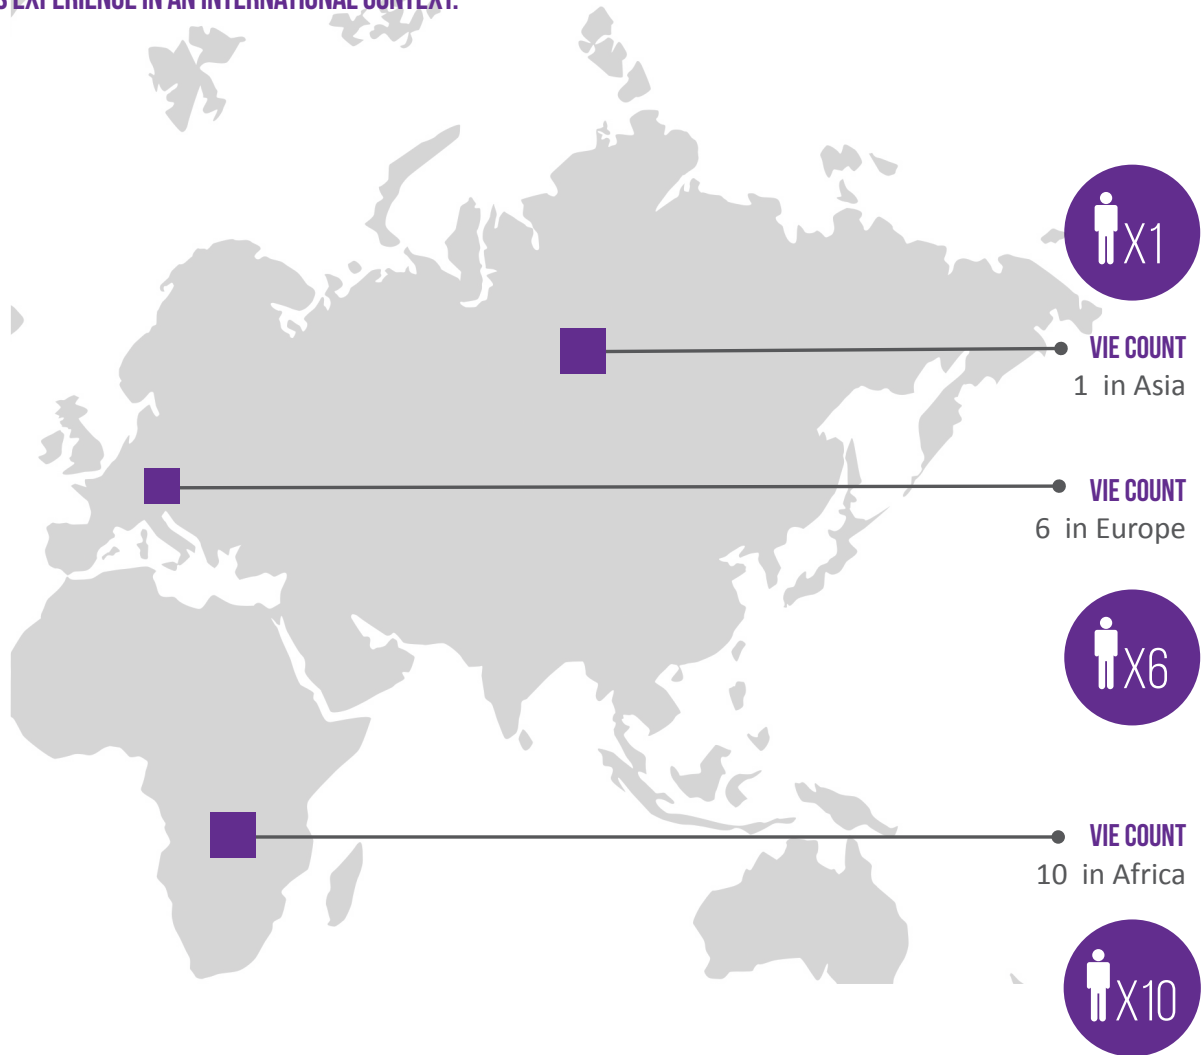 EXPERIENCE IN AN INTERNATIONAL CONTEXT.
X1
VIE COUNT
1 in Asia
VIE COUNT
6 in Europe
X6
VIE COUNT
10 in Africa
X10